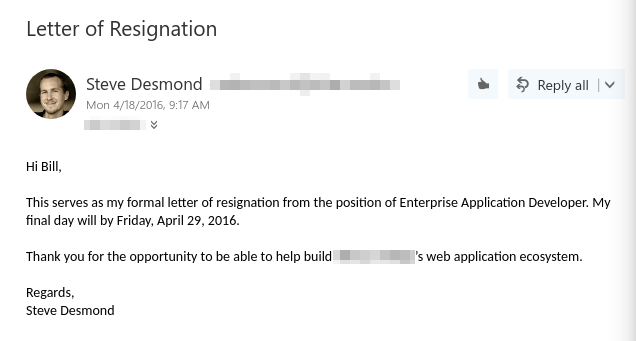 Letter of Resignation
Steve Desmond
Reply all
Mon 4/18/2016, 9:17 AM
Hi Bill,
This serves as my formal letter of resignation from the position of Enterprise Application Developer. My
final day will by Friday, April 29, 2016.
Thank you for the opportunity to be able to help build 's web application ecosystem.
Regards,
Steve Desmond